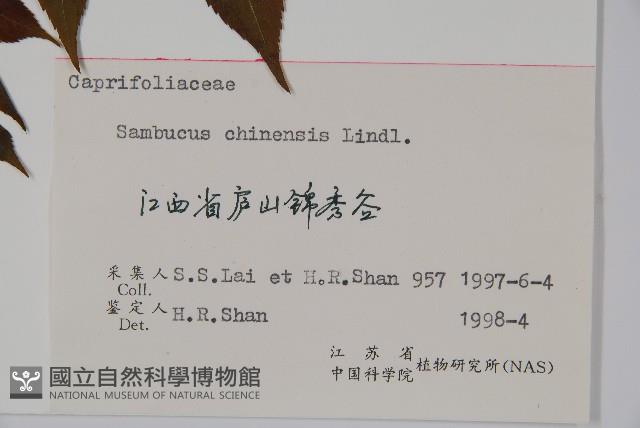 Caprifoliaceae
Sambucus chinensis Lindl.
江西省庐山锦秀谷
采集人 Coll. S.S.Lai et H.R.Shan 957 1997-6-4
鉴定人 Det. H.R.Shan 1998-4
江苏省
中国科学院 植物研究所(NAS)
國立自然科學博物館
NATIONAL MUSEUM OF NATURAL SCIENCE